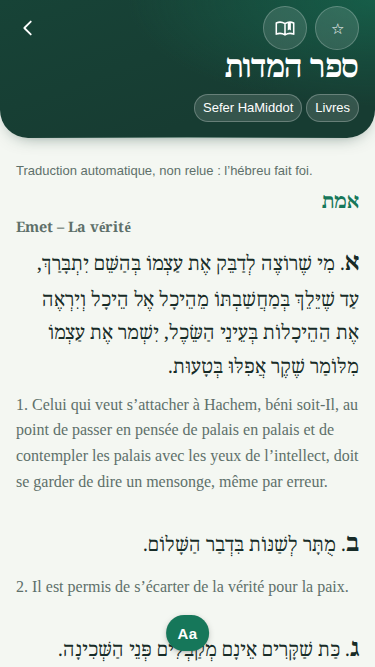 ספר המדות
Sefer HaMiddot
Livres
Traduction automatique, non relue : l’hébreu fait foi.
אמת
Emet – La vérité
א. מִי שֶׁרוֹצֶה לְדַבֵּק אֶת עַצְמוֹ בְּהַשֵּׁם יִתְבָּרַךְ,
עַד שֶׁיֵּלֵךְ בְּמַחֲשַׁבְתּוֹ מֵהֵיכָל אֶל הֵיכָל וְיִרְאֶה
אֶת הַהֵיכָלוֹת בְּעֵינֵי הַשֵּׂכֶל, יִשְׁמֹר אֶת עַצְמוֹ
מִלּוֹמַר שֶׁקֶר אֲפִלּוּ בְּטָעוּת.
1. Celui qui veut s’attacher à Hachem, béni soit-Il, au
point de passer en pensée de palais en palais et de
contempler les palais avec les yeux de l’intellect, doit
se garder de dire un mensonge, même par erreur.
ב. מֻתָּר לְשַׁנּוֹת בִּדְבַר הַשָּׁלוֹם.
2. Il est permis de s’écarter de la vérité pour la paix.
Aa
ג. כַּת שַׁקָּרִים אֵינָם מְקַבְּלִים פְּנֵי הַשְּׁכִינָה.